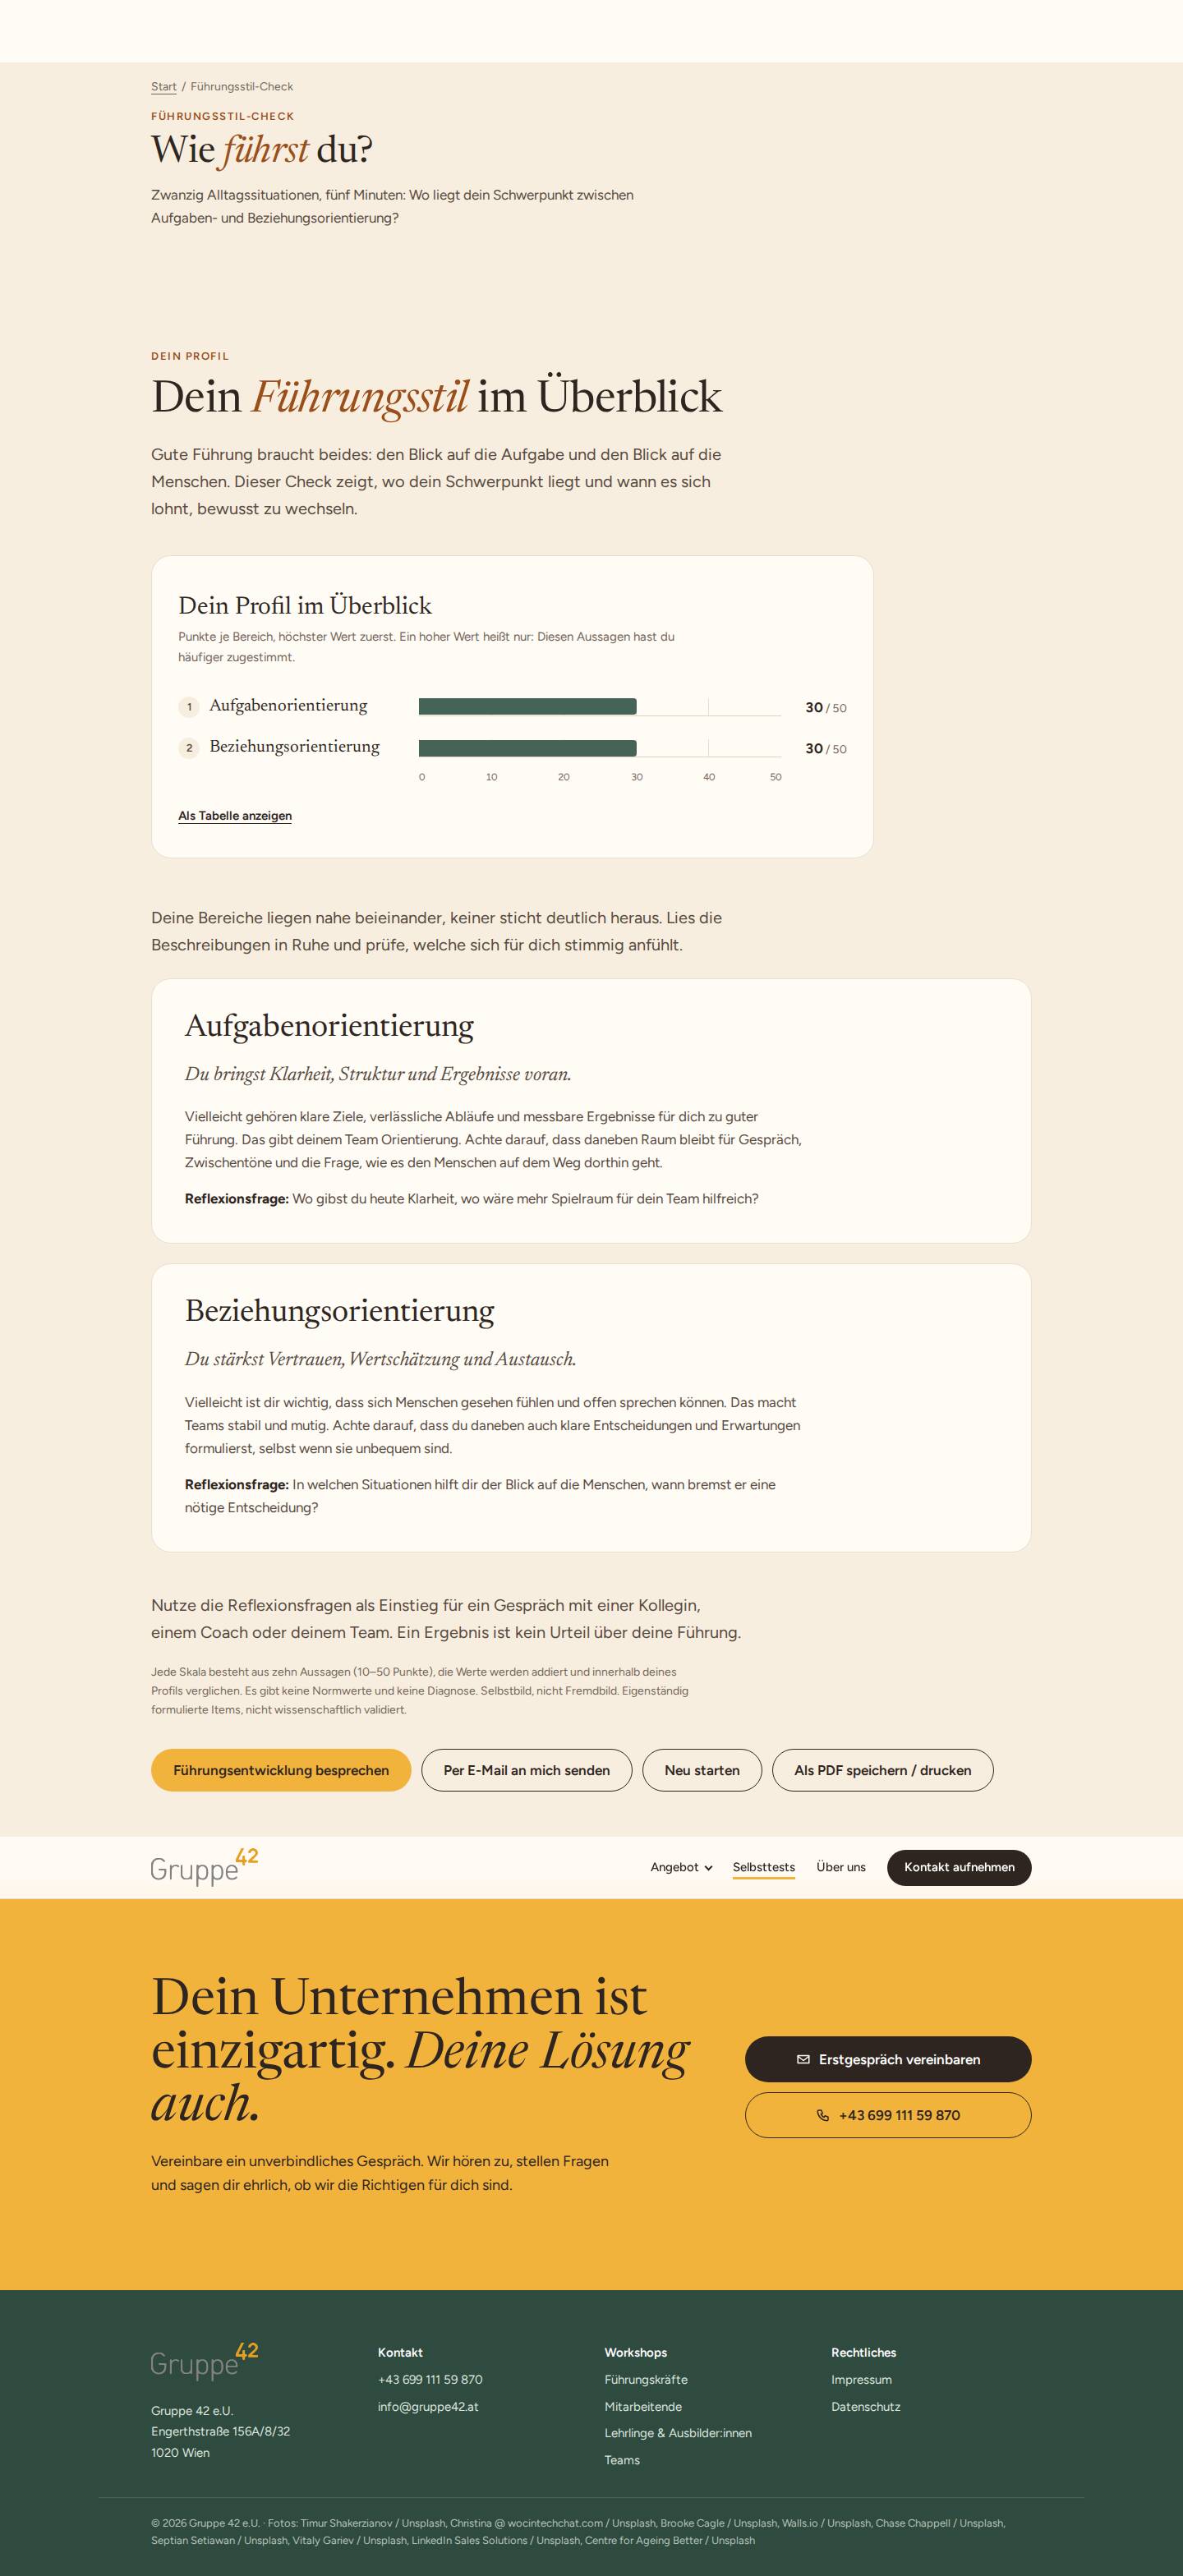 Start / Führungsstil-Check
FÜHRUNGSSTIL-CHECK
Wie führst du?
Zwanzig Alltagssituationen, fünf Minuten: Wo liegt dein Schwerpunkt zwischen
Aufgaben- und Beziehungsorientierung?
DEIN PROFIL
Dein Führungsstil im Überblick
Gute Führung braucht beides: den Blick auf die Aufgabe und den Blick auf die
Menschen. Dieser Check zeigt, wo dein Schwerpunkt liegt und wann es sich
lohnt, bewusst zu wechseln.
Dein Profil im Überblick
Punkte je Bereich, höchster Wert zuerst. Ein hoher Wert heißt nur: Diesen Aussagen hast du
häufiger zugestimmt.
1 Aufgabenorientierung 30 / 50
2 Beziehungsorientierung 30 / 50
0 10 20 30 40 50
Als Tabelle anzeigen
Deine Bereiche liegen nahe beieinander, keiner sticht deutlich heraus. Lies die
Beschreibungen in Ruhe und prüfe, welche sich für dich stimmig anfühlt.
Aufgabenorientierung
Du bringst Klarheit, Struktur und Ergebnisse voran.
Vielleicht gehören klare Ziele, verlässliche Abläufe und messbare Ergebnisse für dich zu guter
Führung. Das gibt deinem Team Orientierung. Achte darauf, dass daneben Raum bleibt für Gespräch,
Zwischentöne und die Frage, wie es den Menschen auf dem Weg dorthin geht.
Reflexionsfrage: Wo gibst du heute Klarheit, wo wäre mehr Spielraum für dein Team hilfreich?
Beziehungsorientierung
Du stärkst Vertrauen, Wertschätzung und Austausch.
Vielleicht ist dir wichtig, dass sich Menschen gesehen fühlen und offen sprechen können. Das macht
Teams stabil und mutig. Achte darauf, dass du daneben auch klare Entscheidungen und Erwartungen
formulierst, selbst wenn sie unbequem sind.
Reflexionsfrage: In welchen Situationen hilft dir der Blick auf die Menschen, wann bremst er eine
nötige Entscheidung?
Nutze die Reflexionsfragen als Einstieg für ein Gespräch mit einer Kollegin,
einem Coach oder deinem Team. Ein Ergebnis ist kein Urteil über deine Führung.
Jede Skala besteht aus zehn Aussagen (10–50 Punkte), die Werte werden addiert und innerhalb deines
Profils verglichen. Es gibt keine Normwerte und keine Diagnose. Selbstbild, nicht Fremdbild. Eigenständig
formulierte Items, nicht wissenschaftlich validiert.
Führungsentwicklung besprechen Per E-Mail an mich senden Neu starten Als PDF speichern / drucken
Gruppe 42 Angebot Selbsttests Über uns Kontakt aufnehmen
Dein Unternehmen ist
einzigartig. Deine Lösung
auch.
Vereinbare ein unverbindliches Gespräch. Wir hören zu, stellen Fragen
und sagen dir ehrlich, ob wir die Richtigen für dich sind.
Erstgespräch vereinbaren
+43 699 111 59 870
Gruppe 42
Gruppe 42 e.U.
Engerthstraße 156A/8/32
1020 Wien
Kontakt
+43 699 111 59 870
info@gruppe42.at
Workshops
Führungskräfte
Mitarbeitende
Lehrlinge & Ausbilder:innen
Teams
Rechtliches
Impressum
Datenschutz
© 2026 Gruppe 42 e.U. · Fotos: Timur Shakerzianov / Unsplash, Christina @ wocintechchat.com / Unsplash, Brooke Cagle / Unsplash, Walls.io / Unsplash, Chase Chappell / Unsplash,
Septian Setiawan / Unsplash, Vitaly Gariev / Unsplash, LinkedIn Sales Solutions / Unsplash, Centre for Ageing Better / Unsplash